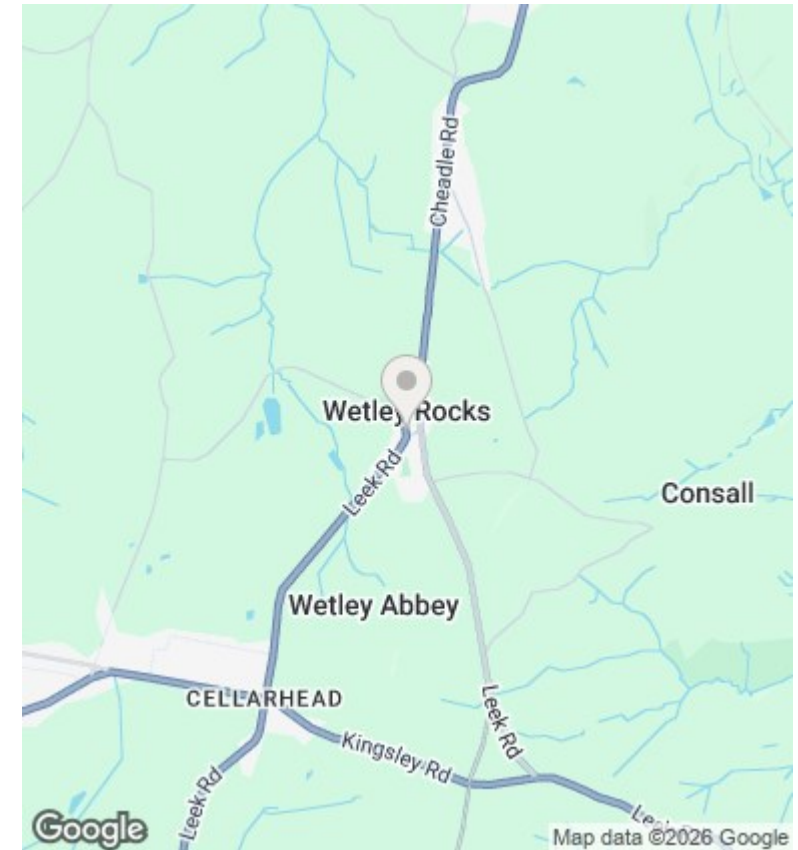 Cheadle Rd
Wetley Rocks
Leek Rd
Consall
Wetley Abbey
CELLARHEAD
Leek Rd
Kingsley Rd
Leek Rd
Leek
Google
Map data ©2026 Google